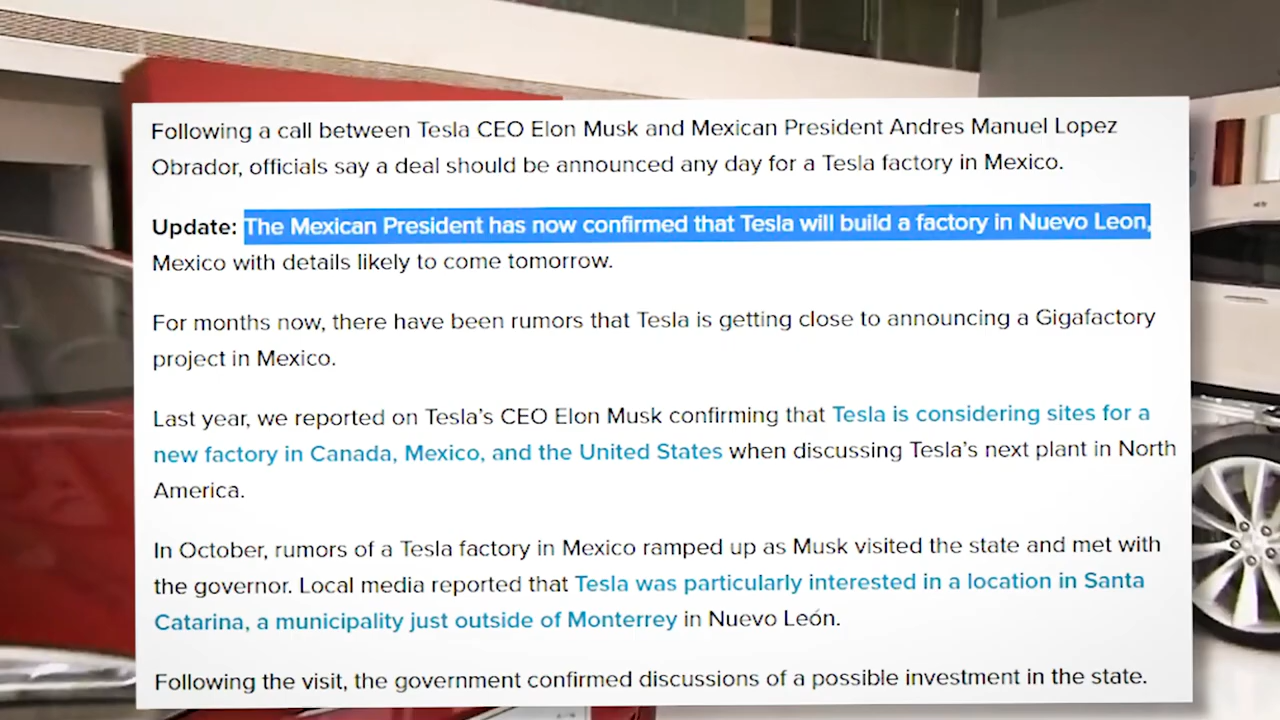 Following a call between Tesla CEO Elon Musk and Mexican President Andres Manuel Lopez
Obrador, officials say a deal should be announced any day for a Tesla factory in Mexico.
Update: The Mexican President has now confirmed that Tesla will build a factory in Nuevo Leon,
Mexico with details likely to come tomorrow.
For months now, there have been rumors that Tesla is getting close to announcing a Gigafactory
project in Mexico.
Last year, we reported on Tesla's CEO Elon Musk confirming that Tesla is considering sites for a
new factory in Canada, Mexico, and the United States when discussing Tesla's next plant in North
America.
In October, rumors of a Tesla factory in Mexico ramped up as Musk visited the state and met with
the governor. Local media reported that Tesla was particularly interested in a location in Santa
Catarina, a municipality just outside of Monterrey in Nuevo León.
Following the visit, the government confirmed discussions of a possible investment in the state.